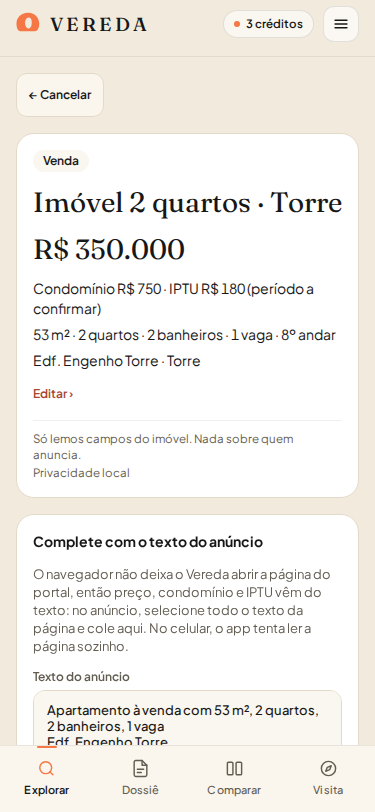 VEREDA
3 créditos
← Cancelar
Venda
Imóvel 2 quartos · Torre
R$ 350.000
Condomínio R$ 750 · IPTU R$ 180 (período a
confirmar)
53 m² · 2 quartos · 2 banheiros · 1 vaga · 8º andar
Edf. Engenho Torre · Torre
Editar ›
Só lemos campos do imóvel. Nada sobre quem
anuncia.
Privacidade local
Complete com o texto do anúncio
O navegador não deixa o Vereda abrir a página do
portal, então preço, condomínio e IPTU vêm do
texto: no anúncio, selecione todo o texto da
página e cole aqui. No celular, o app tenta ler a
página sozinho.
Texto do anúncio
Apartamento à venda com 53 m², 2 quartos,
2 banheiros, 1 vaga
Edf. Engenho Torre
Explorar
Dossiê
Comparar
Visita